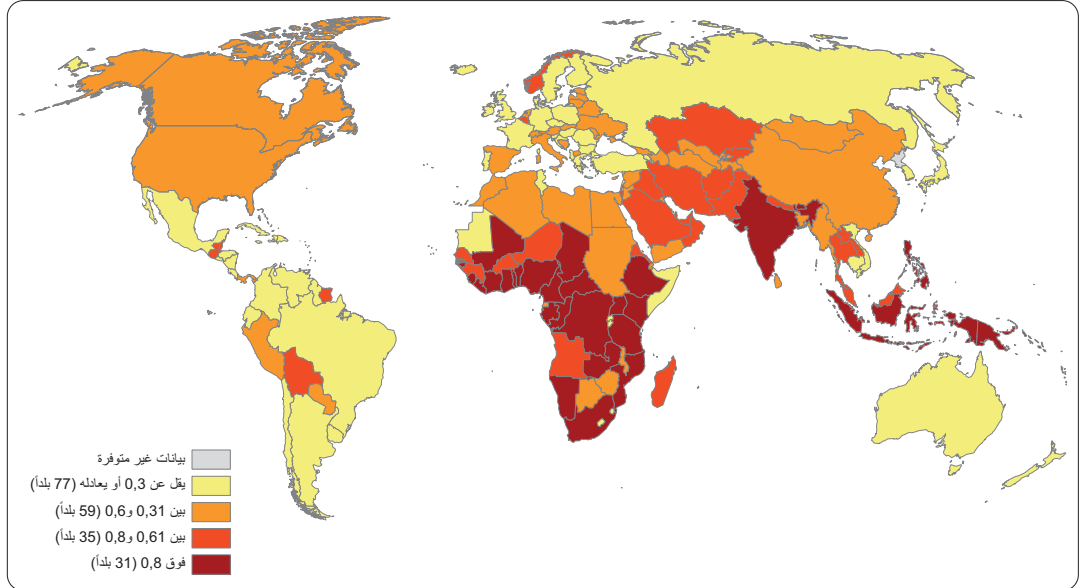 بيانات غير متوفرة
يقل عن 0,3 أو يعادله (77 بلداً)
بين 0,31 و0,6 (59 بلداً)
بين 0,61 و0,8 (35 بلداً)
فوق 0,8 (31 بلداً)